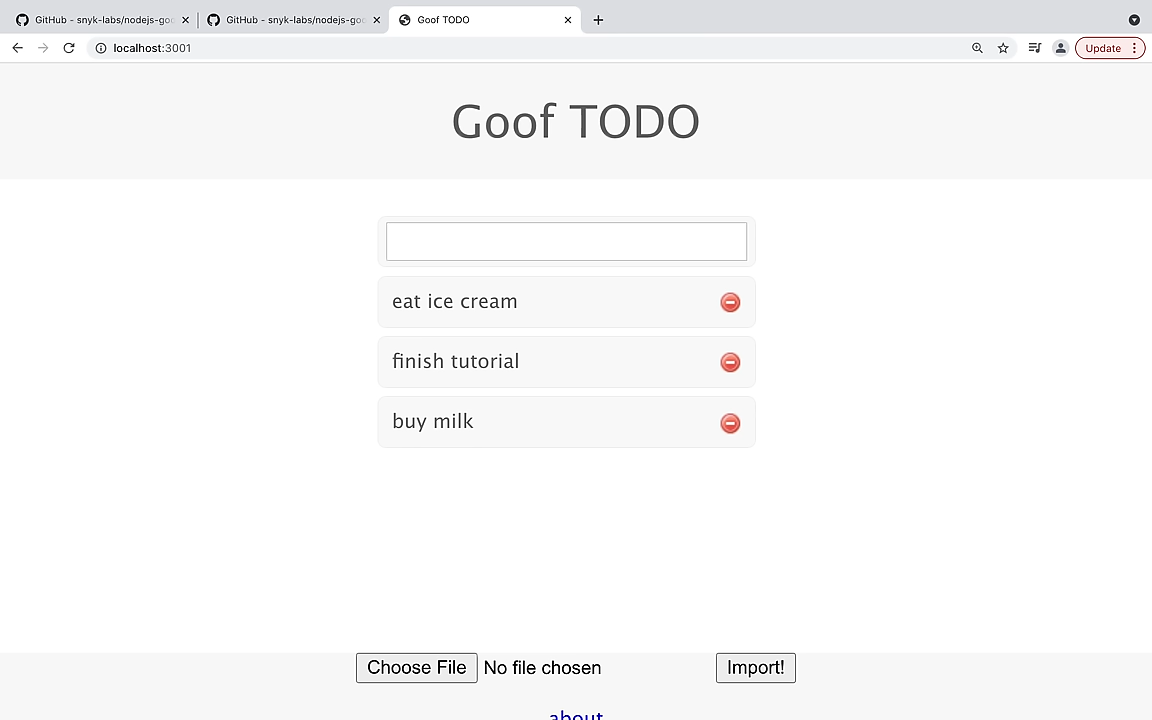 GitHub - snyk-labs/nodejs-goo
GitHub - snyk-labs/nodejs-goo
Goof TODO
localhost:3001
Update
Goof TODO
eat ice cream
finish tutorial
buy milk
Choose File No file chosen Import!
about